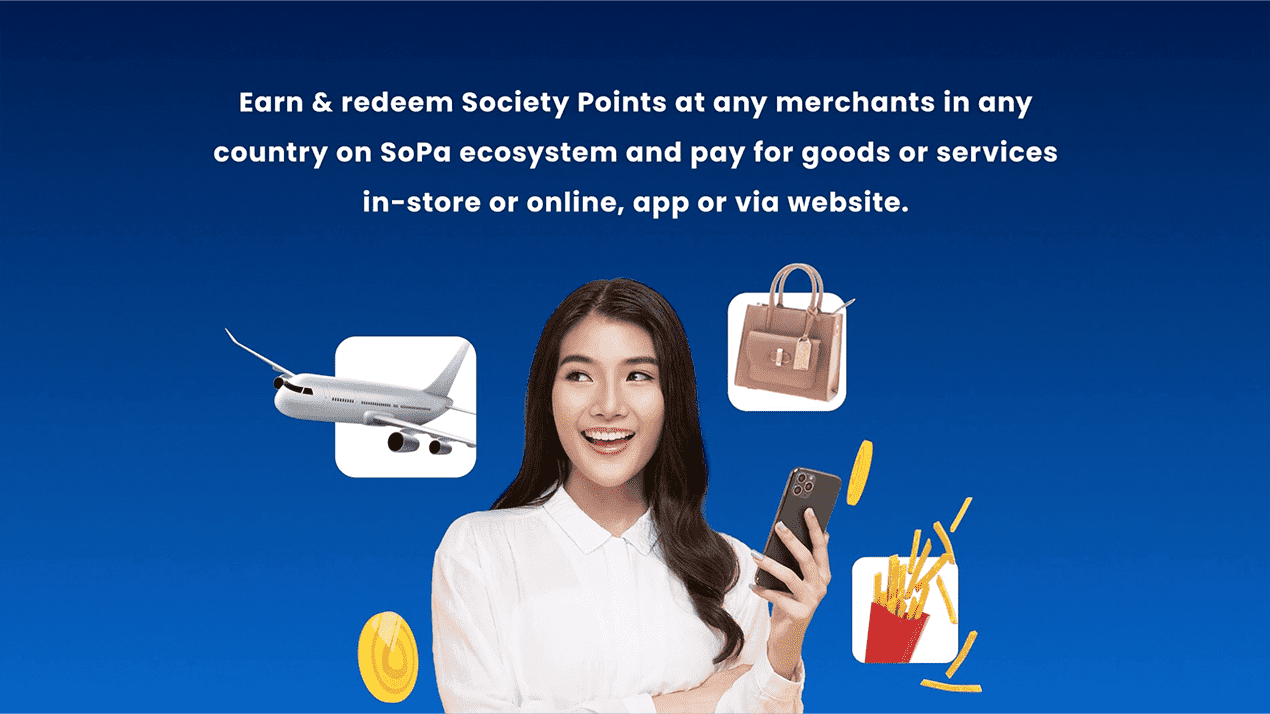 Earn & redeem Society Points at any merchants in any
country on SoPa ecosystem and pay for goods or services
in-store or online, app or via website.